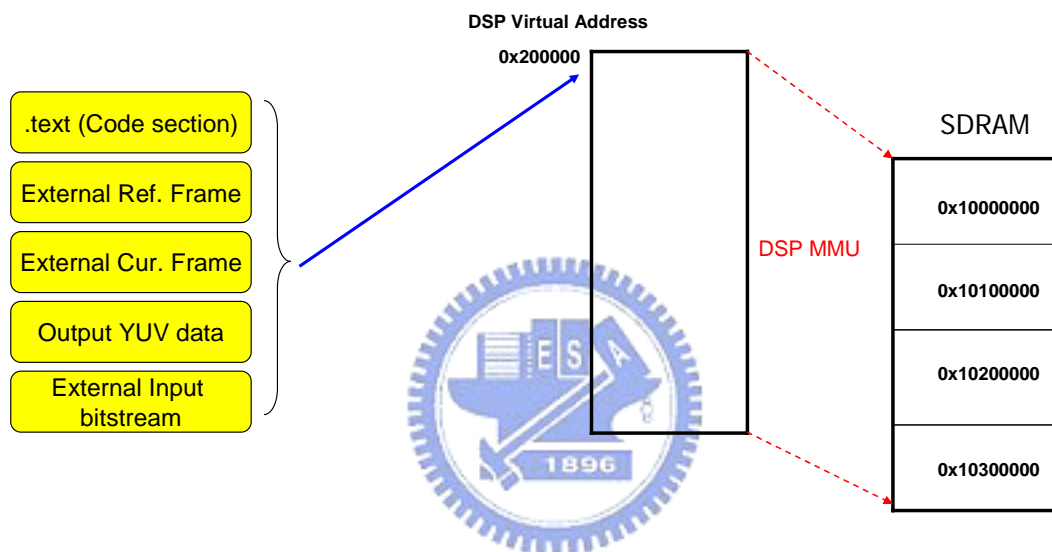 DSP Virtual Address
0x200000
.text (Code section)
External Ref. Frame
External Cur. Frame
Output YUV data
External Input
bitstream
DSP MMU
SDRAM
0x10000000
0x10100000
0x10200000
0x10300000
E S A
1896